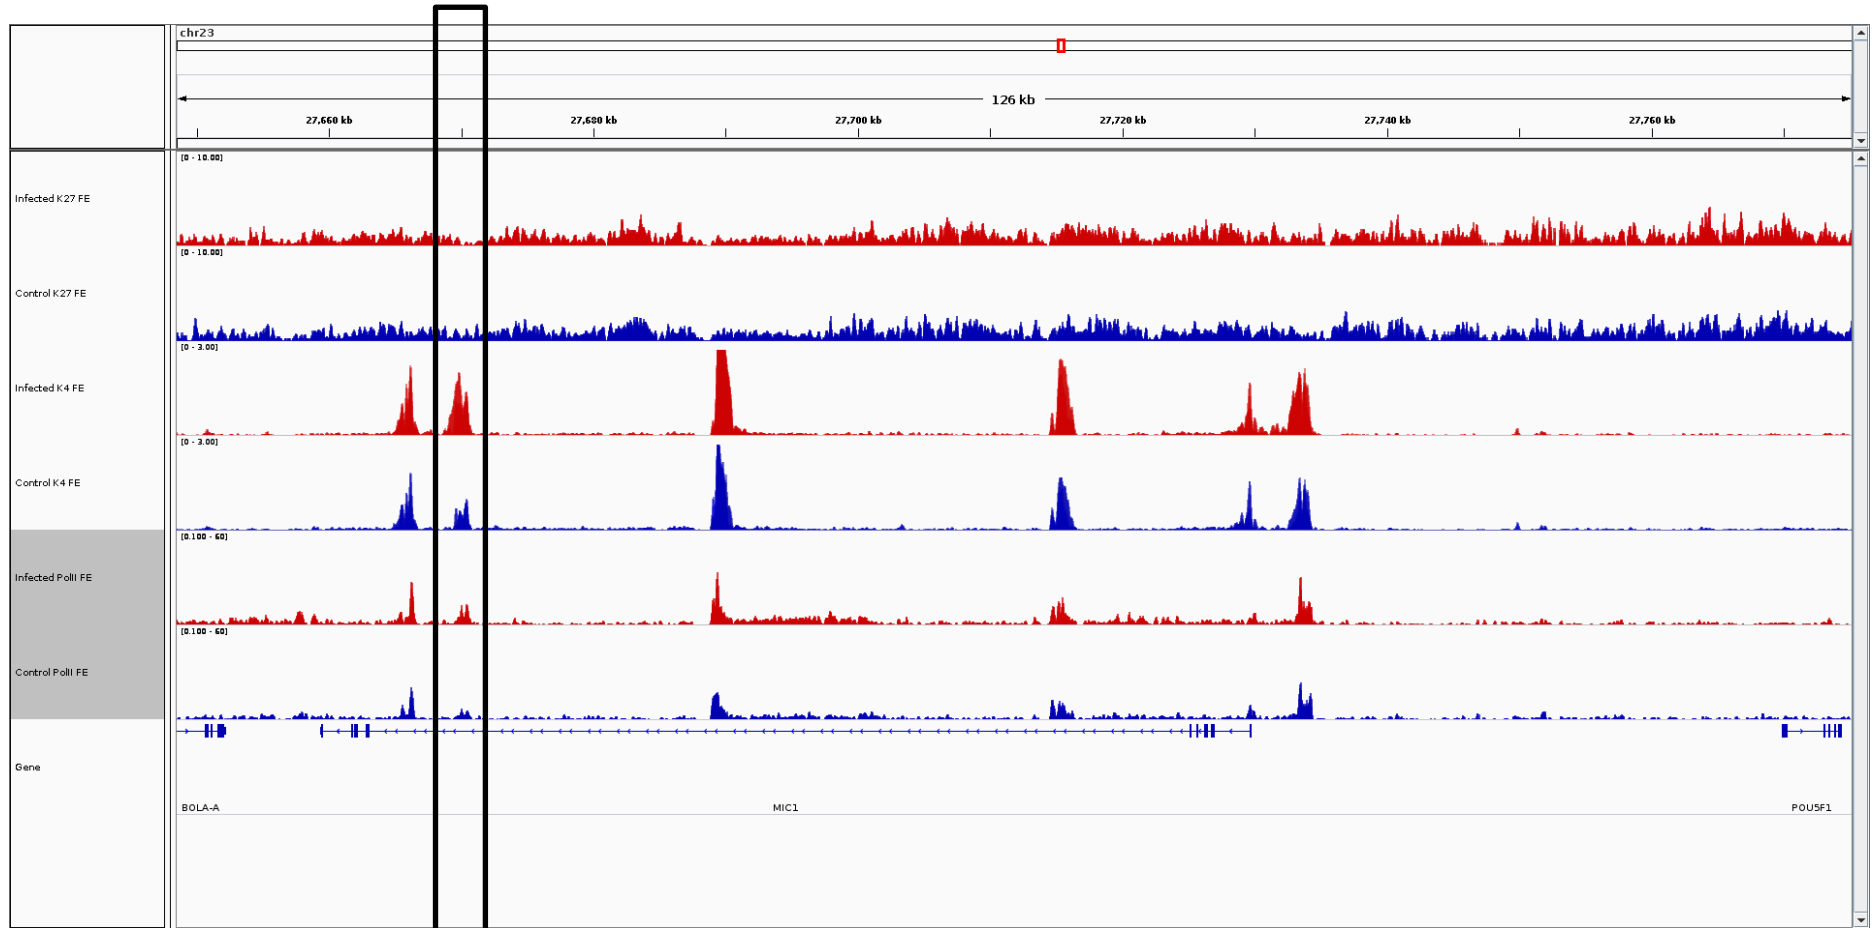 chr23
126 kb
27,660 kb 27,680 kb 27,700 kb 27,720 kb 27,740 kb 27,760 kb
[0 - 10.00]
Infected K27 FE
[0 - 10.00]
Control K27 FE
[0 - 3.00]
Infected K4 FE
[0 - 3.00]
Control K4 FE
[0.100 - 60]
Infected PolII FE
[0.100 - 60]
Control PolII FE
Gene
BOLA-A MIC1 POU5F1